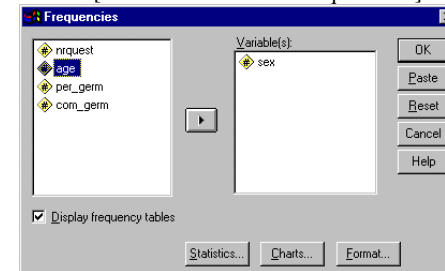 Frequencies
nrquest
age
per_germ
com_germ
Variable(s):
sex
OK
Paste
Reset
Cancel
Help
Display frequency tables
Statistics...
Charts...
Format...